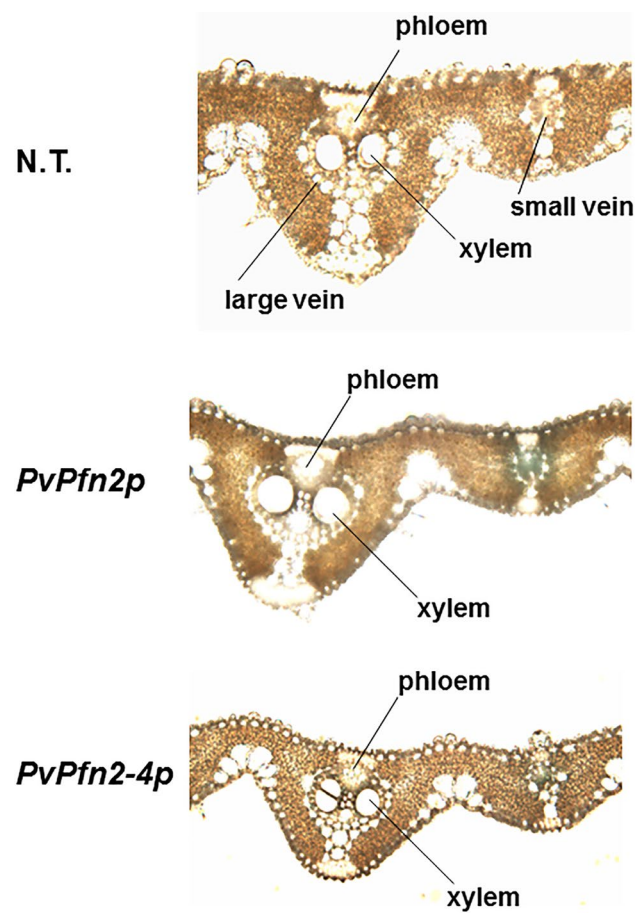 phloem
N.T.
small vein
xylem
large vein
phloem
PvPfn2p
xylem
phloem
PvPfn2-4p
xylem